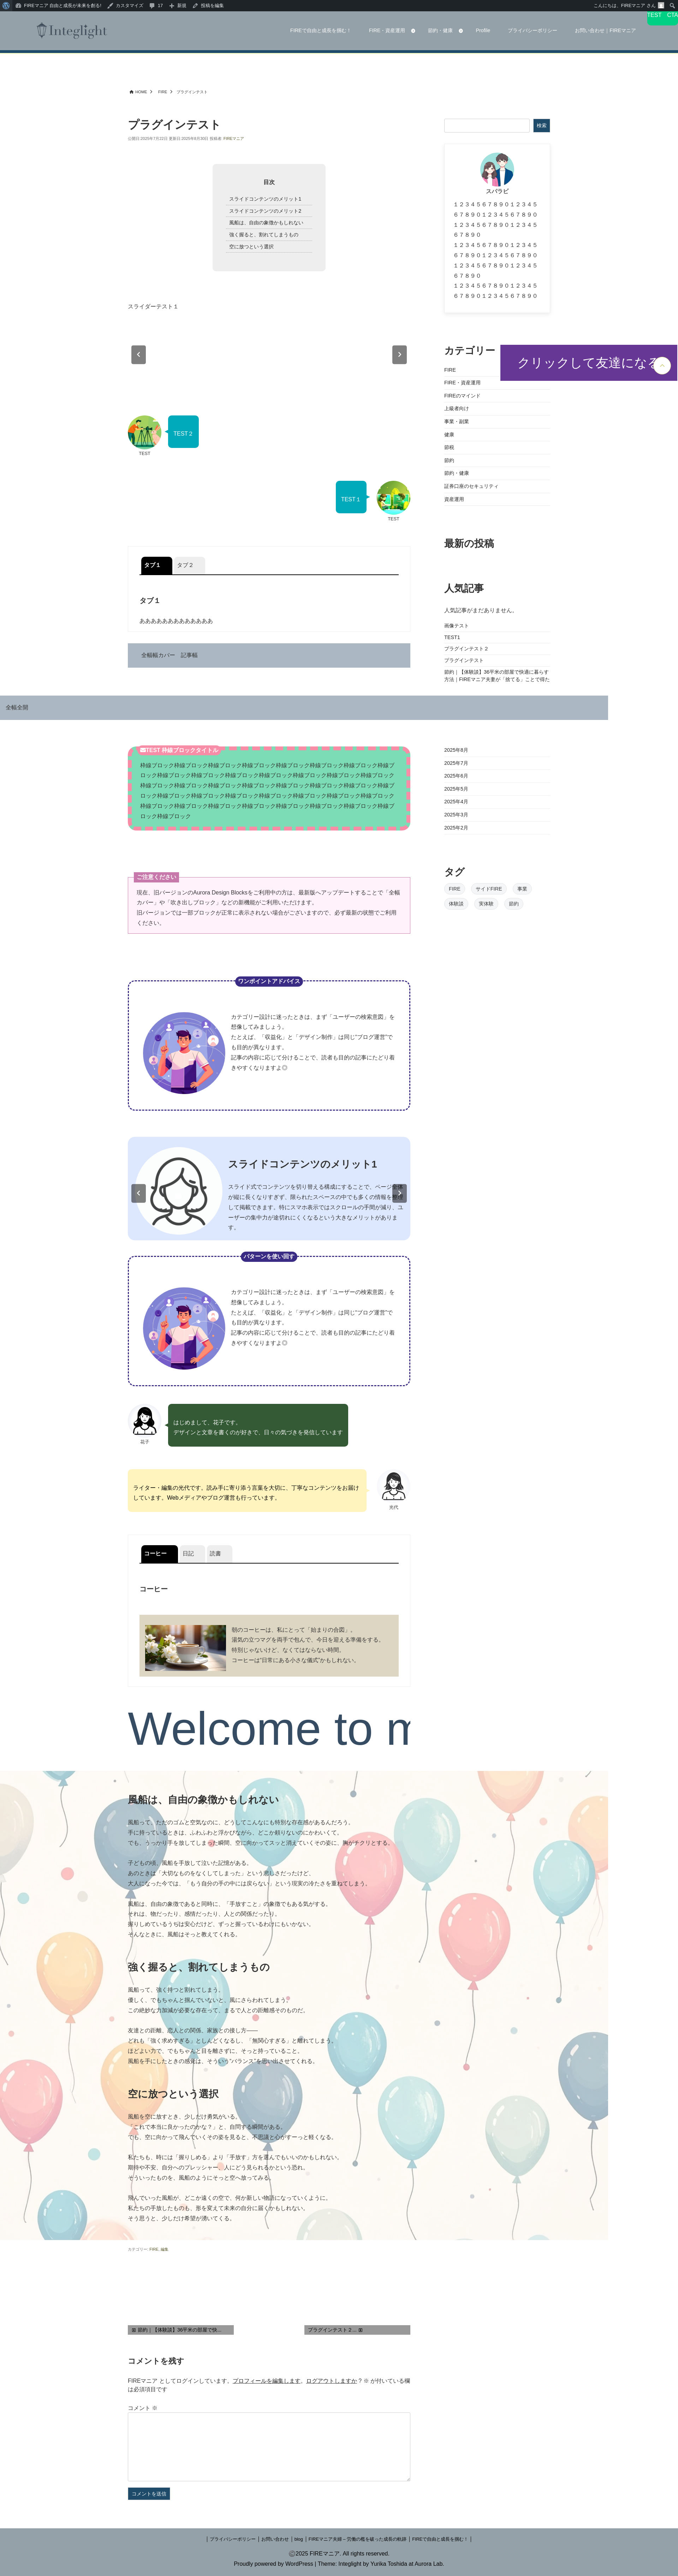 FIREマニア 自由と成長が未来を創る!
カスタマイズ
17
新規
投稿を編集
こんにちは、FIREマニア さん
Integlight
FIREで自由と成長を掴む！
FIRE・資産運用
節約・健康
Profile
プライバシーポリシー
お問い合わせ｜FIREマニア
TEST CTA
HOME
FIRE
プラグインテスト
プラグインテスト
公開日:2025年7月22日 更新日:2025年9月30日 投稿者: FIREマニア
目次
スライドコンテンツのメリット1
スライドコンテンツのメリット2
風船は、自由の象徴かもしれない
強く握ると、割れてしまうもの
空に放つという選択
スライダーテスト１
TEST
TEST２
TEST１
TEST
タブ１
タブ２
タブ１
あああああああああああああ
全幅幅カバー　記事幅
全幅全開
TEST 枠線ブロックタイトル
枠線ブロック枠線ブロック枠線ブロック枠線ブロック枠線ブロック枠線ブロック枠線ブロック枠線ブ
ロック枠線ブロック枠線ブロック枠線ブロック枠線ブロック枠線ブロック枠線ブロック枠線ブロック
枠線ブロック枠線ブロック枠線ブロック枠線ブロック枠線ブロック枠線ブロック枠線ブロック枠線ブ
ロック枠線ブロック枠線ブロック枠線ブロック枠線ブロック枠線ブロック枠線ブロック枠線ブロック
枠線ブロック枠線ブロック枠線ブロック枠線ブロック枠線ブロック枠線ブロック枠線ブロック枠線ブ
ロック枠線ブロック
ご注意ください
現在、旧バージョンのAurora Design Blocksをご利用中の方は、最新版へアップデートすることで「全幅
カバー」や「吹き出しブロック」などの新機能がご利用いただけます。
旧バージョンでは一部ブロックが正常に表示されない場合がございますので、必ず最新の状態でご利用
ください。
ワンポイントアドバイス
カテゴリー設計に迷ったときは、まず「ユーザーの検索意図」を
想像してみましょう。
たとえば、「収益化」と「デザイン制作」は同じ"ブログ運営"で
も目的が異なります。
記事の内容に応じて分けることで、読者も目的の記事にたどり着
きやすくなりますよ◎
スライドコンテンツのメリット1
スライド式でコンテンツを切り替える構成にすることで、ページ全体
が縦に長くなりすぎず、限られたスペースの中でも多くの情報を整理
して掲載できます。特にスマホ表示ではスクロールの手間が減り、ユ
ーザーの集中力が途切れにくくなるという大きなメリットがありま
す。
パターンを使い回す
カテゴリー設計に迷ったときは、まず「ユーザーの検索意図」を
想像してみましょう。
たとえば、「収益化」と「デザイン制作」は同じ"ブログ運営"で
も目的が異なります。
記事の内容に応じて分けることで、読者も目的の記事にたどり着
きやすくなりますよ◎
花子
はじめまして、花子です。
デザインと文章を書くのが好きで、日々の気づきを発信しています
ライター・編集の光代です。読み手に寄り添う言葉を大切に、丁寧なコンテンツをお届け
しています。Webメディアやブログ運営も行っています。
光代
コーヒー
日記
読書
コーヒー
朝のコーヒーは、私にとって「始まりの合図」。
湯気の立つマグを両手で包んで、今日を迎える準備をする。
特別じゃないけど、なくてはならない時間。
コーヒーは"日常にある小さな儀式"かもしれない。
Welcome to m
風船は、自由の象徴かもしれない
風船って、ただのゴムと空気なのに、どうしてこんなにも特別な存在感があるんだろう。
手に持っているときは、ふわふわと浮かびながら、どこか頼りないのにかわいくて。
でも、うっかり手を放してしまった瞬間、空に向かってスッと消えていくその姿に、胸がチクリとする。
子どもの頃、風船を手放して泣いた記憶がある。
あのときは「大切なものをなくしてしまった」という悲しさだったけど、
大人になった今では、「もう自分の手の中には戻らない」という現実の冷たさを重ねてしまう。
風船は、自由の象徴であると同時に、「手放すこと」の象徴でもある気がする。
それは、物だったり、感情だったり、人との関係だったり。
握りしめているうちは安心だけど、ずっと握っているわけにもいかない。
そんなときに、風船はそっと教えてくれる。
強く握ると、割れてしまうもの
風船って、強く持つと割れてしまう。
優しく、でもちゃんと掴んでいないと、風にさらわれてしまう。
この絶妙な力加減が必要な存在って、まるで人との距離感そのものだ。
友達との距離、恋人との関係、家族との接し方――
どれも「強く求めすぎる」としんどくなるし、「無関心すぎる」と離れてしまう。
ほどよい力で、でもちゃんと目を離さずに、そっと持っていること。
風船を手にしたときの感覚は、そういう"バランス"を思い出させてくれる。
空に放つという選択
風船を空に放すとき、少しだけ勇気がいる。
「これで本当に良かったのかな？」と、自問する瞬間がある。
でも、空に向かって飛んでいくその姿を見ると、不思議と心がすーっと軽くなる。
私たちも、時には「握りしめる」より「手放す」方を選んでもいいのかもしれない。
期待や不安、自分へのプレッシャー、人にどう見られるかという恐れ。
そういったものを、風船のようにそっと空へ放ってみる。
飛んでいった風船が、どこか遠くの空で、何か新しい物語になっていくように。
私たちの手放したものも、形を変えて未来の自分に届くかもしれない。
そう思うと、少しだけ希望が湧いてくる。
カテゴリー: FIRE, 編集
節約｜【体験談】36平米の部屋で快...
プラグインテスト２...
コメントを残す
FIREマニア としてログインしています。プロフィールを編集します。ログアウトしますか？ ※ が付いている欄
は必須項目です
コメント ※
コメントを送信
検索
スバラビ
１２３４５６７８９０１２３４５
６７８９０１２３４５６７８９０
１２３４５６７８９０１２３４５
６７８９０
１２３４５６７８９０１２３４５
６７８９０１２３４５６７８９０
１２３４５６７８９０１２３４５
６７８９０
１２３４５６７８９０１２３４５
６７８９０１２３４５６７８９０
カテゴリー
クリックして友達になる
FIRE
FIRE・資産運用
FIREのマインド
上級者向け
事業・副業
健康
節税
節約
節約・健康
証券口座のセキュリティ
資産運用
最新の投稿
人気記事
人気記事がまだありません。
画像テスト
TEST1
プラグインテスト２
プラグインテスト
節約｜【体験談】36平米の部屋で快適に暮らす
方法｜FIREマニア夫妻が「捨てる」ことで得た
2025年8月
2025年7月
2025年6月
2025年5月
2025年4月
2025年3月
2025年2月
タグ
FIRE
サイドFIRE
事業
体験談
実体験
節約
プライバシーポリシー
お問い合わせ
blog
FIREマニア夫婦～労働の檻を破った成長の軌跡
FIREで自由と成長を掴む！
©2025 FIREマニア. All rights reserved.
Proudly powered by WordPress | Theme: Integlight by Yurika Toshida at Aurora Lab.